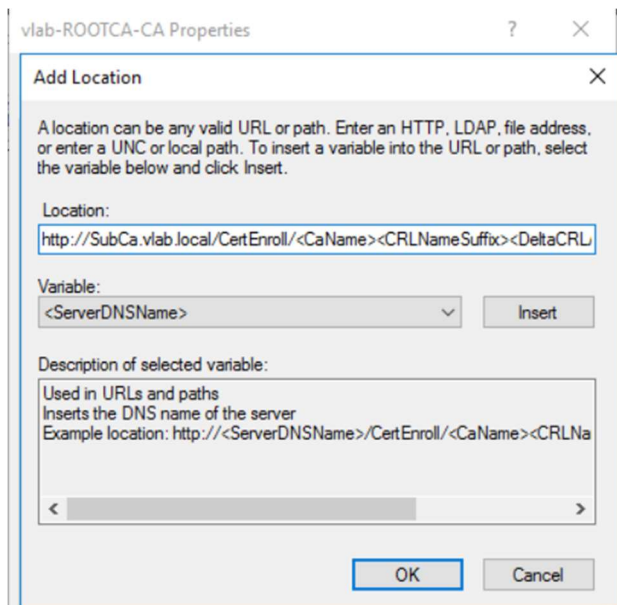 vlab-ROOTCA-CA Properties ? ×
Add Location ×
A location can be any valid URL or path. Enter an HTTP, LDAP, file address,
or enter a UNC or local path. To insert a variable into the URL or path, select
the variable below and click Insert.
Location:
http://SubCa.vlab.local/CertEnroll/<CaName><CRLNameSuffix><DeltaCRL
Variable:
<ServerDNSName> Insert
Description of selected variable:
Used in URLs and paths
Inserts the DNS name of the server
Example location: http://<ServerDNSName>/CertEnroll/<CaName><CRLNa
OK Cancel